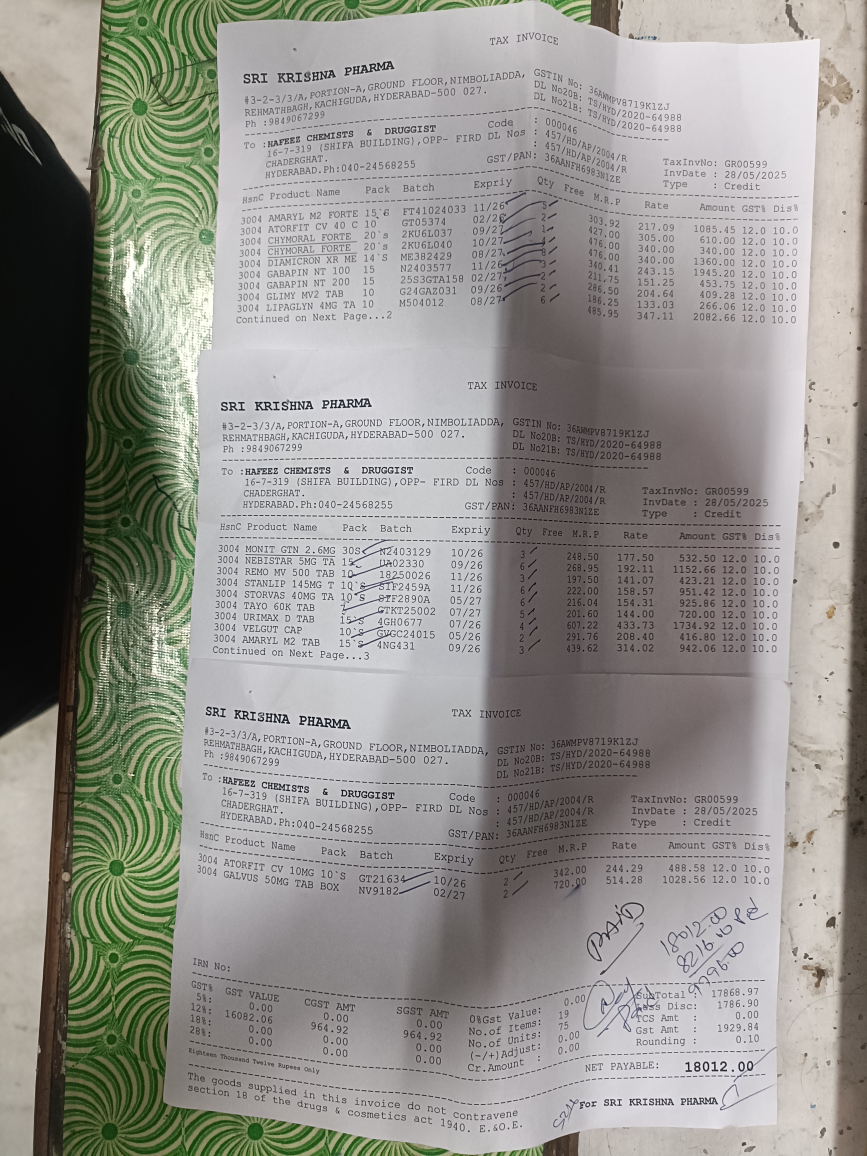 TAX INVOICE
SRI KRISHNA PHARMA
#3-2-3/3/A, PORTION-A,GROUND FLOOR,NIMBOLIADDA, GSTIN No: 36AWMPV8719K1ZJ
REHMATHBAGH,KACHIGUDA,HYDERABAD-500 027. DL No20B: TS/HYD/2020-64988
Ph :9849067299 DL No21B: TS/HYD/2020-64988
To :HAFEEZ CHEMISTS & DRUGGIST Code : 000046
16-7-319 (SHIFA BUILDING),OPP- FIRD DL Nos : 457/HD/AP/2004/R
CHADERGHAT. : 457/HD/AP/2004/R TaxInvNo: GR00599
HYDERABAD.Ph:040-24568255 GST/PAN: 36AANFH6983N1ZE InvDate : 28/05/2025
Type : Credit
HsnC Product Name Pack Batch Expriy Qty Free M.R.P Rate Amount GST% Dis%
3004 AMARYL M2 FORTE 15`S FT41024033 11/26 5 303.92 217.09 1085.45 12.0 10.0
3004 ATORFIT CV 40 C 10 GT05374 02/26 2 427.00 305.00 610.00 12.0 10.0
3004 CHYMORAL FORTE 20`s 2KU6L037 09/27 1 476.00 340.00 340.00 12.0 10.0
3004 CHYMORAL FORTE 20`s 2KU6L040 10/27 4 476.00 340.00 1360.00 12.0 10.0
3004 DIAMICRON XR ME 14`S ME382429 08/27 8 340.41 243.15 1945.20 12.0 10.0
3004 GABAPIN NT 100 15 N2403577 11/26 3 211.75 151.25 453.75 12.0 10.0
3004 GABAPIN NT 200 15 25S3GTA158 02/27 2 286.50 204.64 409.28 12.0 10.0
3004 GLIMY MV2 TAB 10 G24GAZ031 09/26 2 186.25 133.03 266.06 12.0 10.0
3004 LIPAGLYN 4MG TA 10 M504012 08/27 6 485.95 347.11 2082.66 12.0 10.0
Continued on Next Page...2
TAX INVOICE
SRI KRISHNA PHARMA
#3-2-3/3/A, PORTION-A,GROUND FLOOR,NIMBOLIADDA, GSTIN No: 36AWMPV8719K1ZJ
REHMATHBAGH,KACHIGUDA,HYDERABAD-500 027. DL No20B: TS/HYD/2020-64988
Ph :9849067299 DL No21B: TS/HYD/2020-64988
To :HAFEEZ CHEMISTS & DRUGGIST Code : 000046
16-7-319 (SHIFA BUILDING),OPP- FIRD DL Nos : 457/HD/AP/2004/R
CHADERGHAT. : 457/HD/AP/2004/R TaxInvNo: GR00599
HYDERABAD.Ph:040-24568255 GST/PAN: 36AANFH6983N1ZE InvDate : 28/05/2025
Type : Credit
HsnC Product Name Pack Batch Expriy Qty Free M.R.P Rate Amount GST% Dis%
3004 MONIT GTN 2.6MG 30S N2403129 10/26 3 248.50 177.50 532.50 12.0 10.0
3004 NEBISTAR 5MG TA 15 UA02330 09/26 6 268.95 192.11 1152.66 12.0 10.0
3004 REMO MV 500 TAB 10 18250026 11/26 3 197.50 141.07 423.21 12.0 10.0
3004 STANLIP 145MG T 10`S SIF2459A 11/26 6 222.00 158.57 951.42 12.0 10.0
3004 STORVAS 40MG TA 10`S SIF2890A 05/27 6 216.04 154.31 925.86 12.0 10.0
3004 TAYO 60K TAB GTKT25002 07/27 5 201.60 144.00 720.00 12.0 10.0
3004 URIMAX D TAB 15`S 4GH0677 07/26 4 607.22 433.73 1734.92 12.0 10.0
3004 VELGUT CAP 10`S GVGC24015 05/26 2 291.76 208.40 416.80 12.0 10.0
3004 AMARYL M2 TAB 15`S 4NG431 09/26 3 439.62 314.02 942.06 12.0 10.0
Continued on Next Page...3
TAX INVOICE
SRI KRISHNA PHARMA
#3-2-3/3/A, PORTION-A,GROUND FLOOR,NIMBOLIADDA, GSTIN No: 36AWMPV8719K1ZJ
REHMATHBAGH,KACHIGUDA,HYDERABAD-500 027. DL No20B: TS/HYD/2020-64988
Ph :9849067299 DL No21B: TS/HYD/2020-64988
To :HAFEEZ CHEMISTS & DRUGGIST Code : 000046
16-7-319 (SHIFA BUILDING),OPP- FIRD DL Nos : 457/HD/AP/2004/R
CHADERGHAT. : 457/HD/AP/2004/R TaxInvNo: GR00599
HYDERABAD.Ph:040-24568255 GST/PAN: 36AANFH6983N1ZE InvDate : 28/05/2025
Type : Credit
HsnC Product Name Pack Batch Expriy Qty Free M.R.P Rate Amount GST% Dis%
3004 ATORFIT CV 10MG 10`S GT21634 10/26 2 342.00 244.29 488.58 12.0 10.0
3004 GALVUS 50MG TAB BOX NV9182 02/27 2 720.00 514.28 1028.56 12.0 10.0
PAID
18012.00
8216.00
9796.00
IRN No:
GST% GST VALUE CGST AMT SGST AMT 0%Gst Value: 0.00 SubTotal : 17868.97
5%: 0.00 0.00 0.00 No.of Items: 19 Less Disc: 1786.90
12%: 16082.06 964.92 964.92 No.of Units: 75 TCS Amt : 0.00
18%: 0.00 0.00 0.00 (-/+)Adjust: 0.00 Gst Amt : 1929.84
28%: 0.00 0.00 0.00 Cr.Amount 0.00 Rounding : 0.10
Eighteen Thousand Twelve Rupees Only
NET PAYABLE: 18012.00
The goods supplied in this invoice do not contravene
section 18 of the drugs & cosmetics act 1940. E.&O.E.
For SRI KRISHNA PHARMA